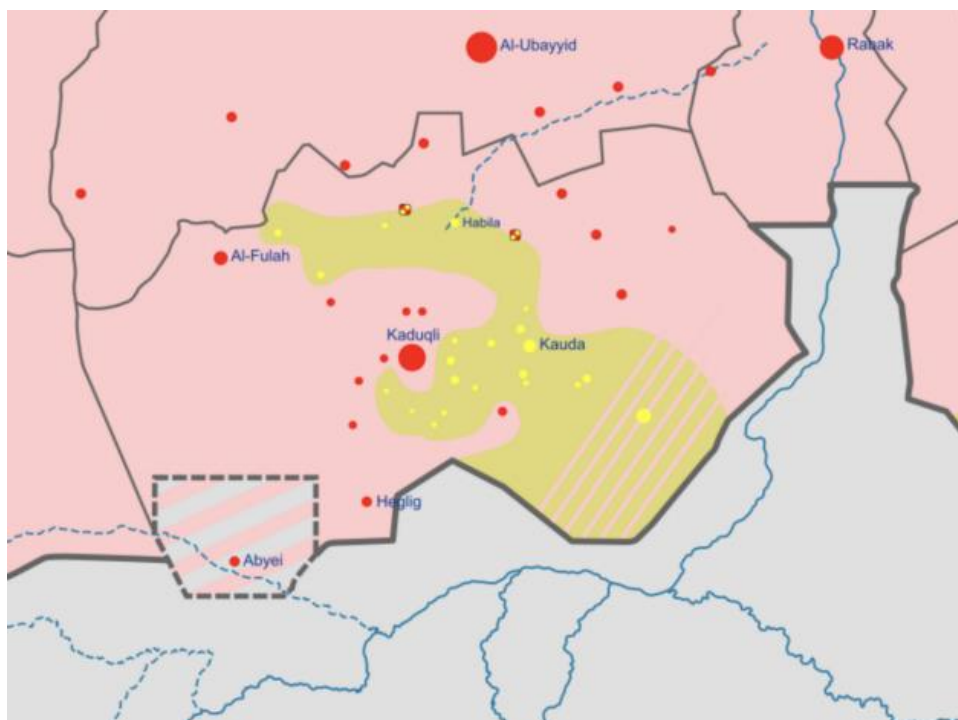 Al-Ubayyid
Rabak
Habila
Al-Fulah
Kaduqli
Kauda
Heglig
Abyei